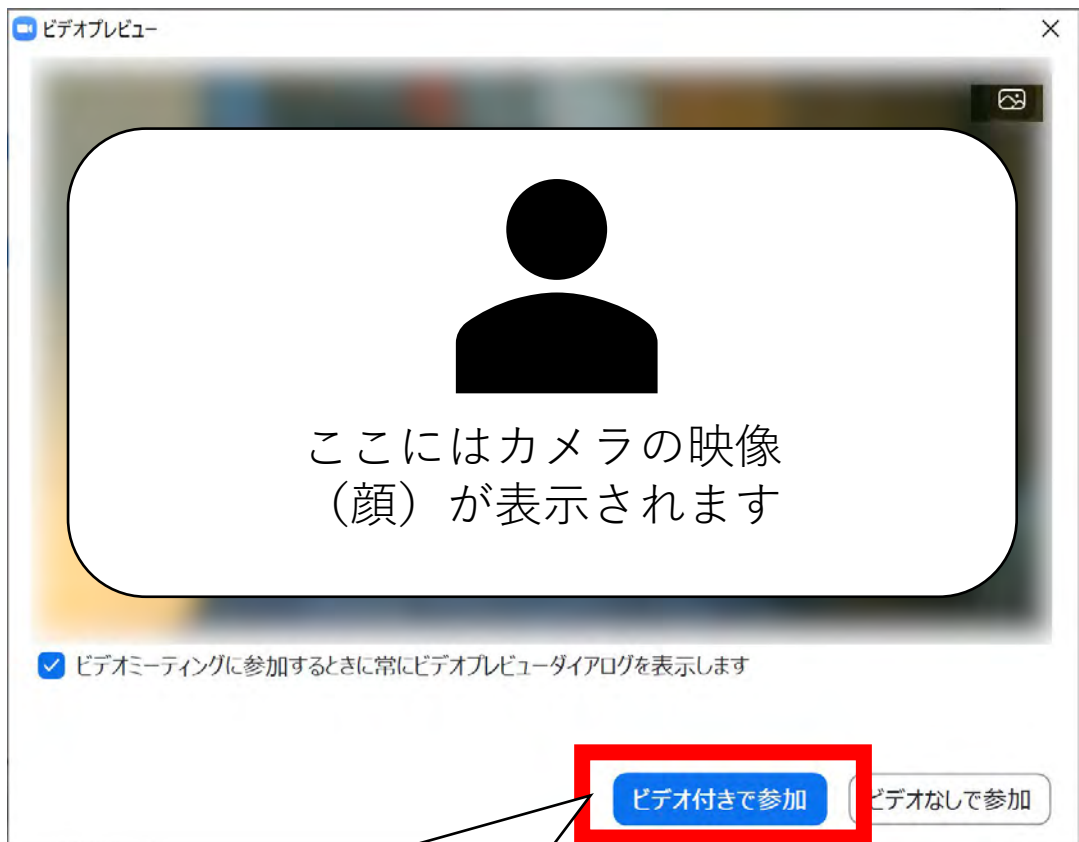 ビデオプレビュー
ここにはカメラの映像
（顔）が表示されます
ビデオミーティングに参加するときに常にビデオプレビューダイアログを表示します
ビデオ付きで参加
ビデオなしで参加